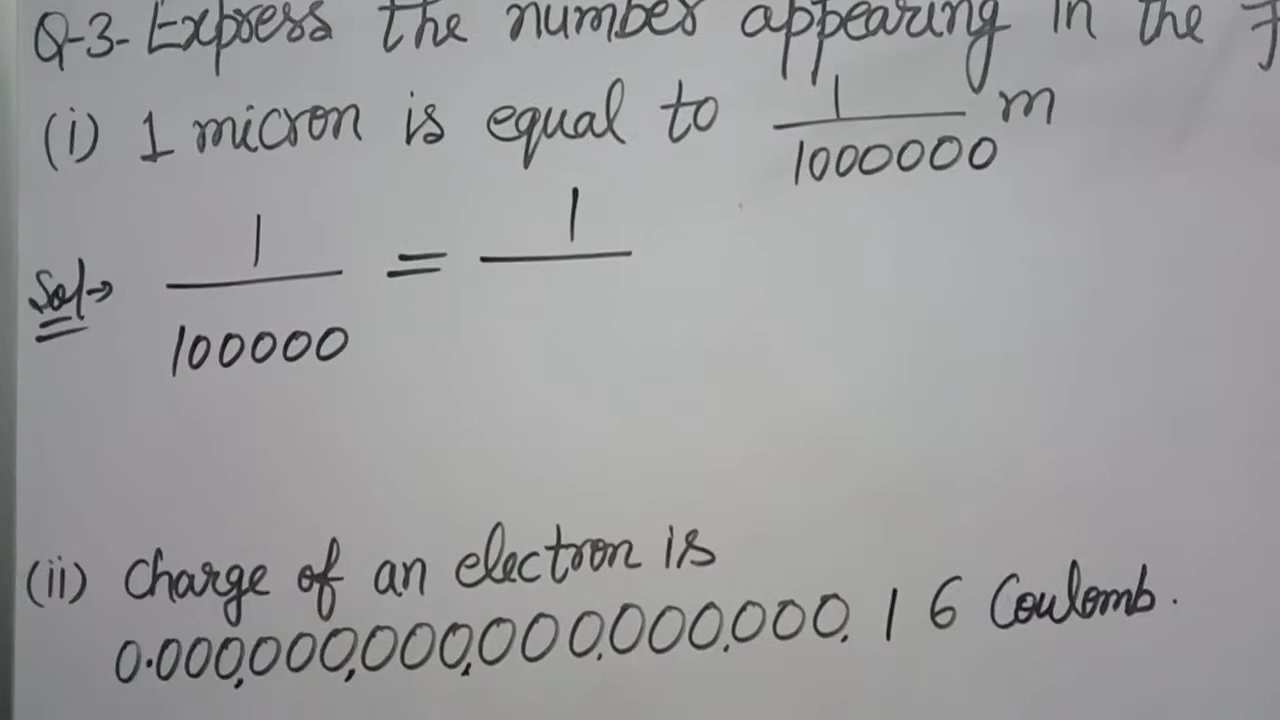 Q-3- Express the number appearing in the
(i) 1 micron is equal to 1/1000000 m
Sol→ 1/100000 = 1/
(ii) Charge of an electron is
0.000,000,000,000,000,000,16 Coulomb.